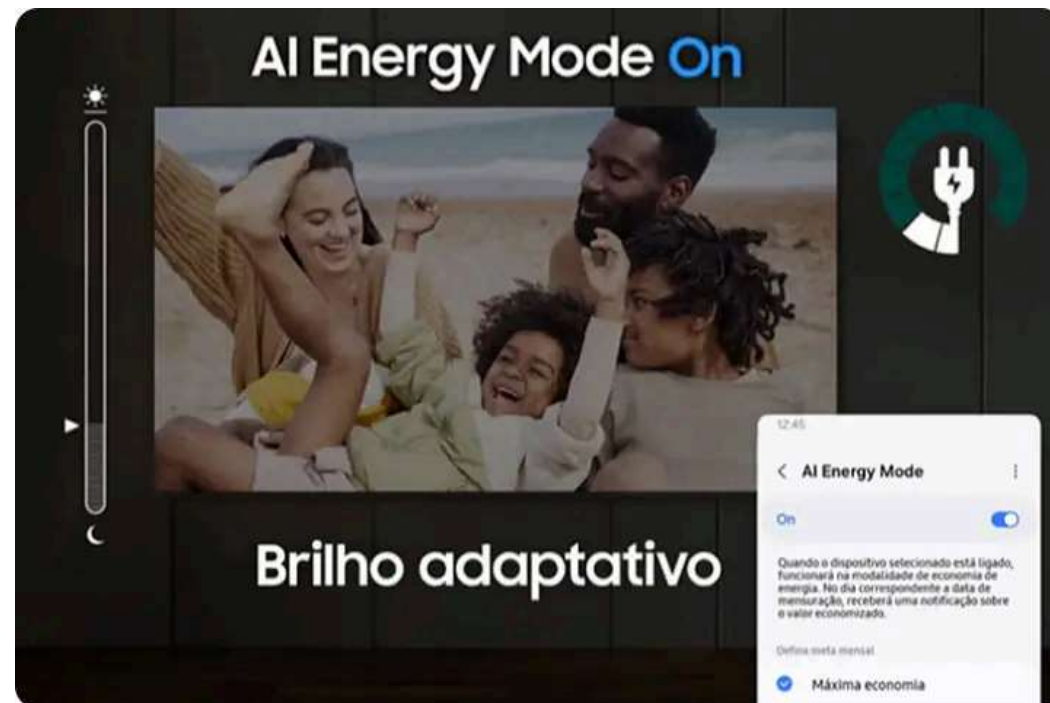 AI Energy Mode On
Brilho adaptativo
12:45
AI Energy Mode
On
Quando o dispositivo selecionado está ligado,
funcionará na modalidade de economia de
energia. No dia correspondente a data de
mensuração, receberá uma notificação sobre
o valor economizado.
Defina meta mensal
Máxima economia